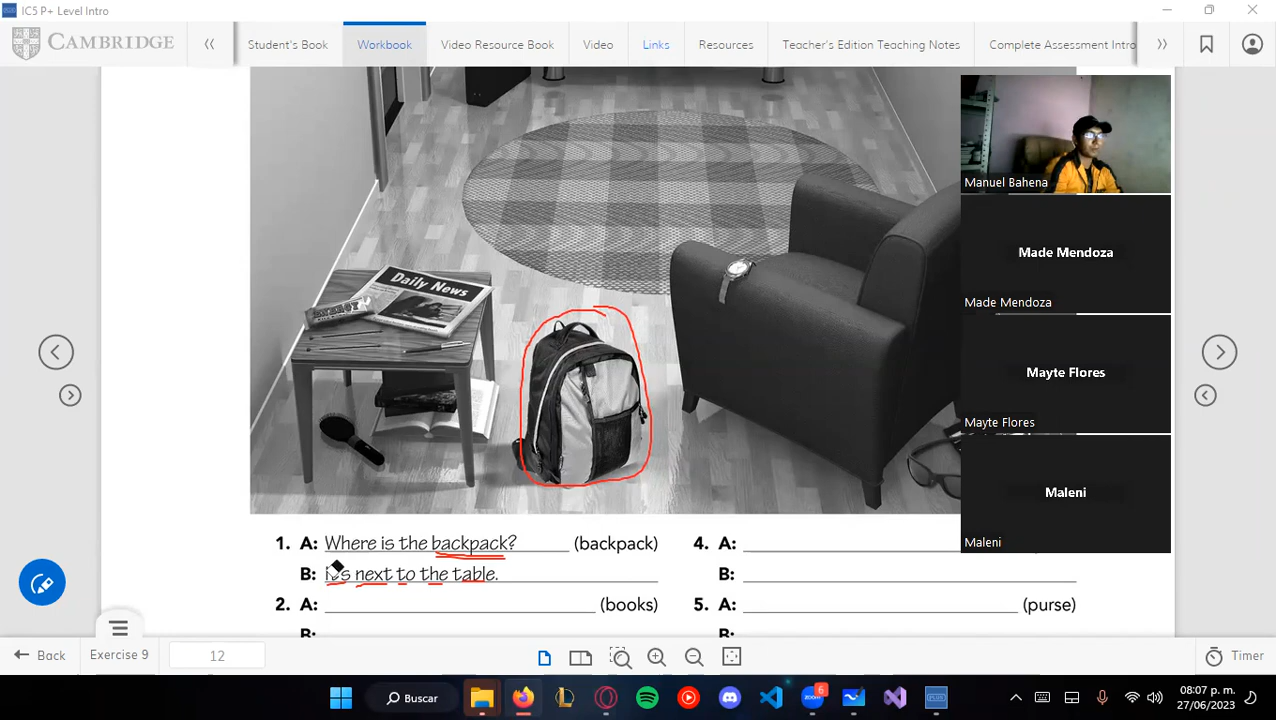 IC5 P+ Level Intro
CAMBRIDGE
Student's Book
Workbook
Video Resource Book
Video
Links
Resources
Teacher's Edition Teaching Notes
Complete Assessment Intro
Daily News
Manuel Bahena
Made Mendoza
Made Mendoza
Mayte Flores
Mayte Flores
Maleni
Maleni
1. A: Where is the backpack? (backpack)
B: It's next to the table.
2. A: (books)
B:
4. A:
B:
5. A: (purse)
B:
Back
Exercise 9
12
Timer
Buscar
6
08:07 p. m.
27/06/2023